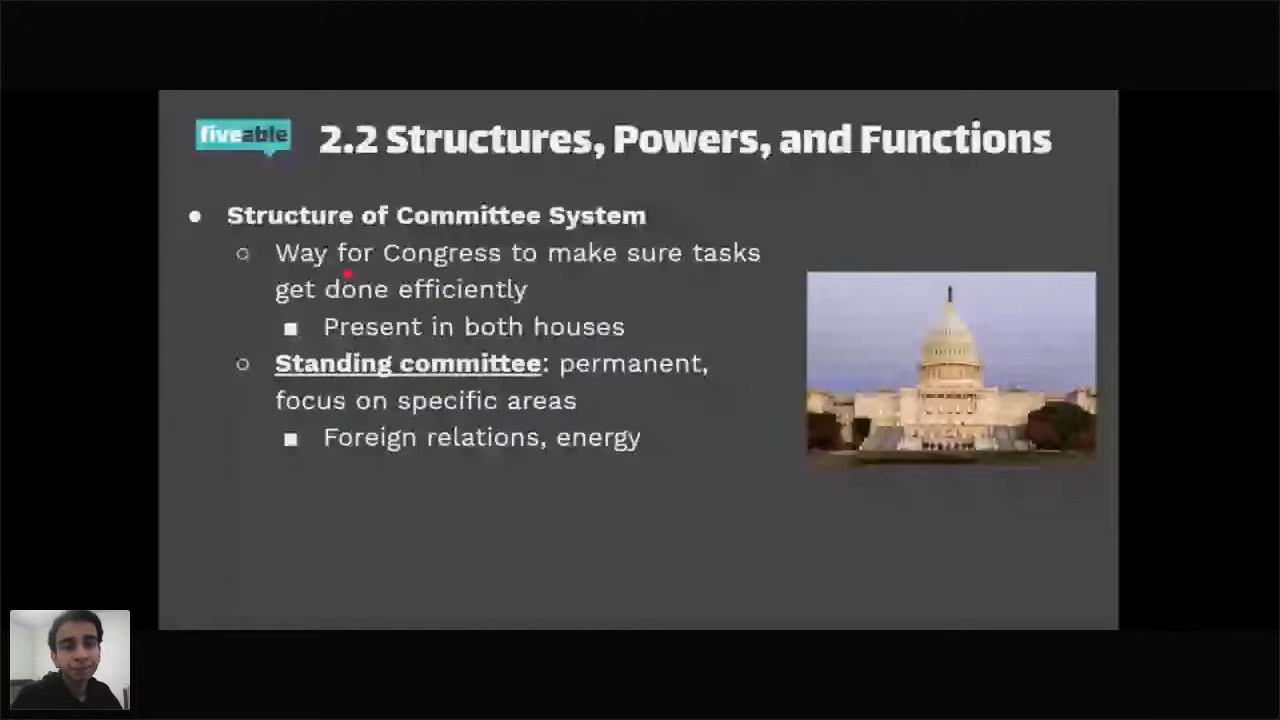 fiveable
2.2 Structures, Powers, and Functions
● Structure of Committee System
○ Way for Congress to make sure tasks
get done efficiently
■ Present in both houses
○ Standing committee: permanent,
focus on specific areas
■ Foreign relations, energy